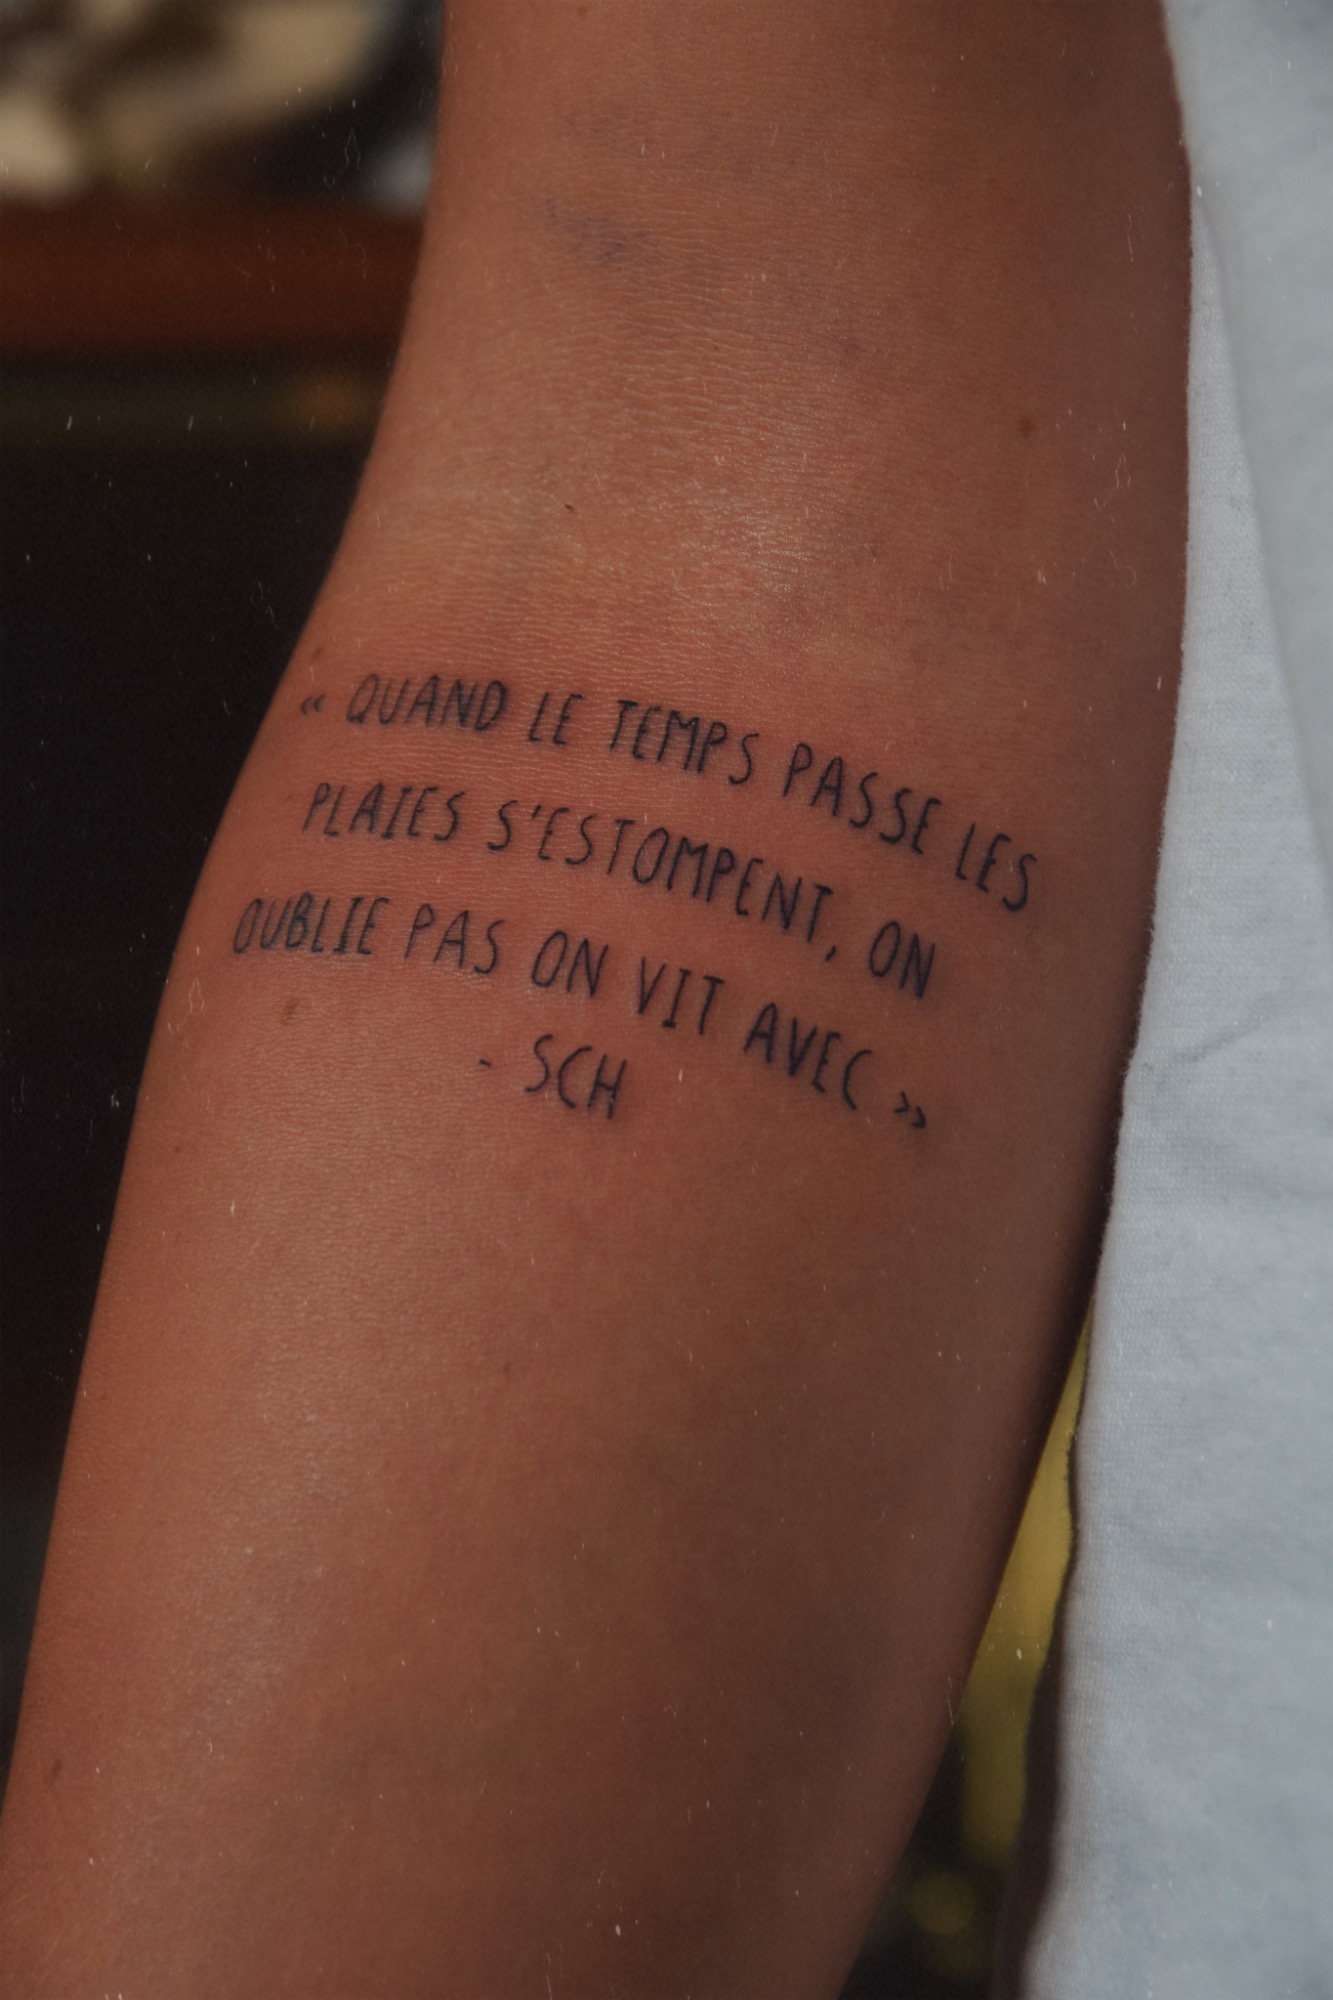 « QUAND LE TEMPS PASSE LES
PLAIES S'ESTOMPENT, ON
OUBLIE PAS ON VIT AVEC »
- SCH